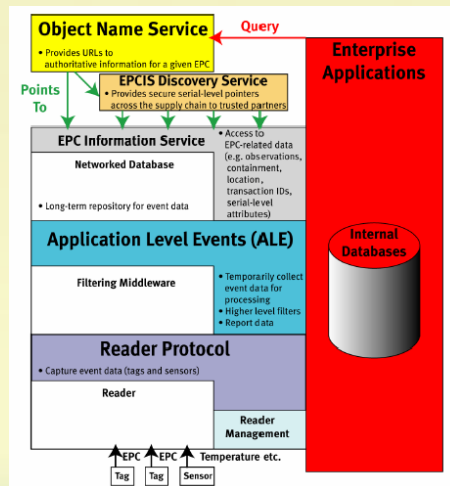 Object Name Service
• Provides URLs to
authoritative information for a given EPC
Query
Enterprise
Applications
EPCIS Discovery Service
• Provides secure serial-level pointers
across the supply chain to trusted partners
Points
To
EPC Information Service
Networked Database
• Long-term repository for event data
• Access to
EPC-related data
(e.g. observations,
containment,
location,
transaction IDs,
serial-level
attributes)
Application Level Events (ALE)
Filtering Middleware
• Temporarily collect
event data for
processing
• Higher level filters
• Report data
Internal
Databases
Reader Protocol
• Capture event data (tags and sensors)
Reader
Reader
Management
EPC
EPC
Temperature etc.
Tag
Tag
Sensor